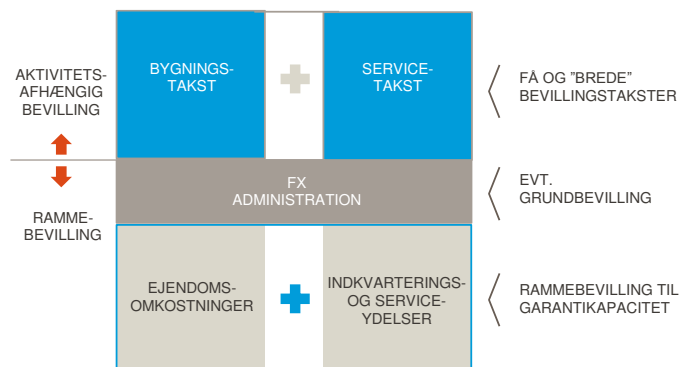 AKTIVITETS-
AFHÆNGIG
BEVILLING
BYGNINGS-
TAKST
SERVICE-
TAKST
FÅ OG ”BREDE”
BEVILLINGSTAKSTER
RAMME-
BEVILLING
FX
ADMINISTRATION
EVT.
GRUNDBEVILLING
EJENDOMS-
OMKOSTNINGER
INDKVARTERINGS-
OG SERVICE-
YDELSER
RAMMEBEVILLING TIL
GARANTIKAPACITET